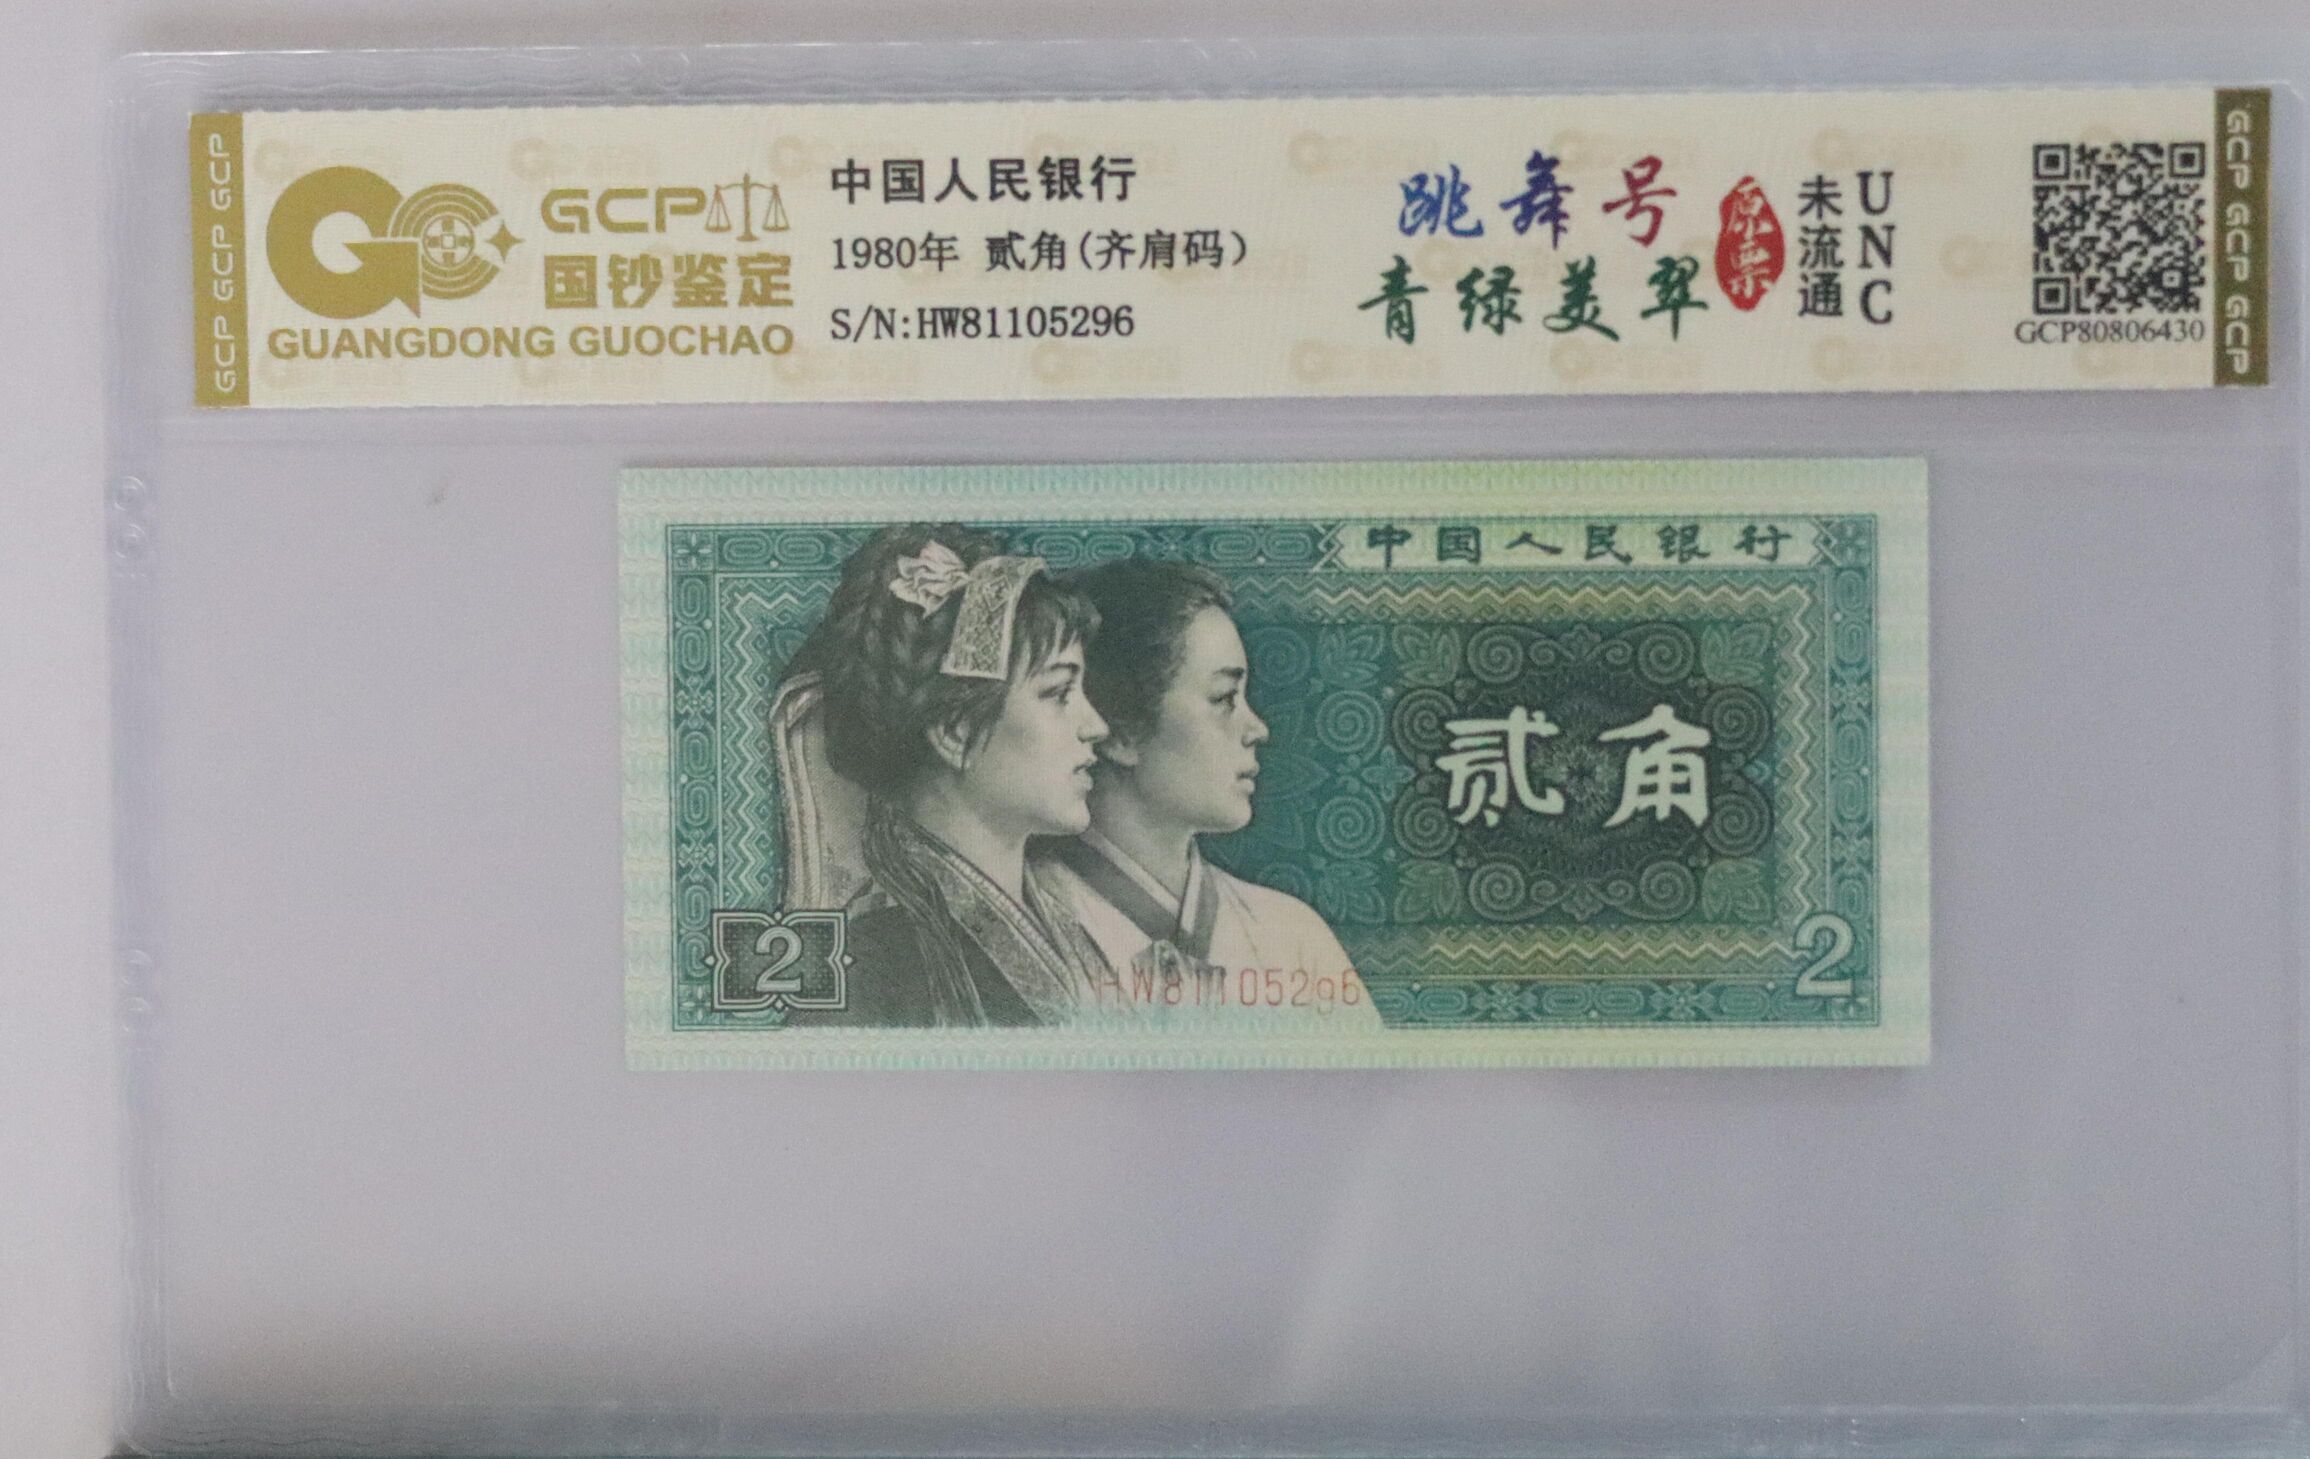 GCP GCP GCP
GCP
国钞鉴定
GUANGDONG GUOCHAO
中国人民银行
1980年 贰角(齐肩码)
S/N:HW81105296
跳舞号
青绿美翠
原票
未流通
UNC
GCP80806430
GCP GCP GCP
中国人民银行
贰角
2
HW81105296
2